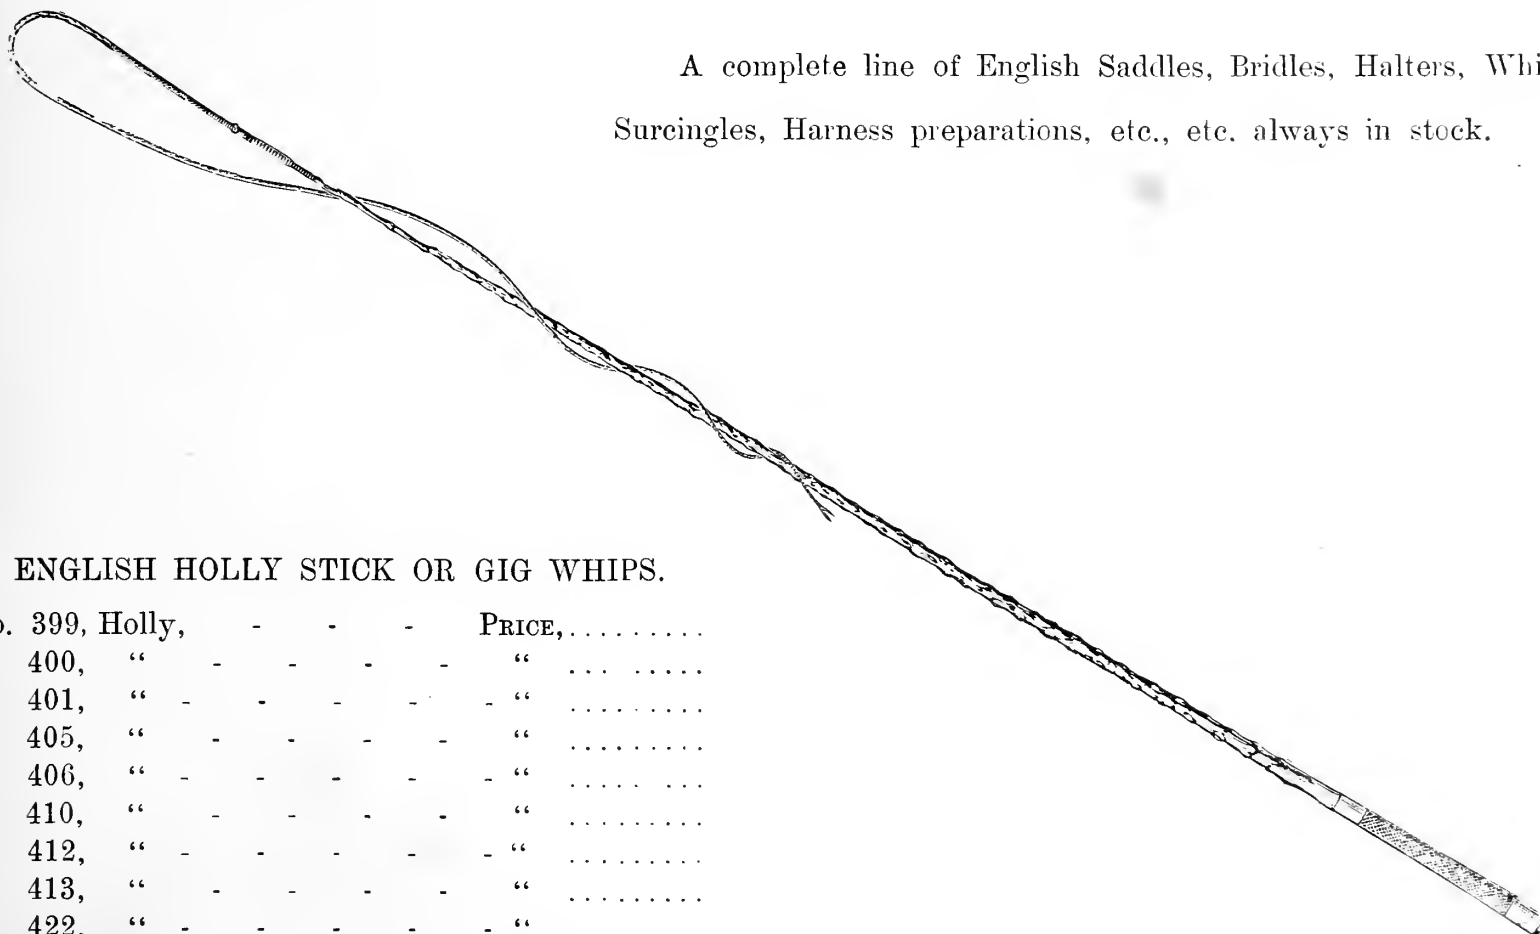 A complete line of English Saddles, Bridles, Halters, Whi
Surcingles, Harness preparations, etc., etc. always in stock.
ENGLISH HOLLY STICK OR GIG WHIPS.
o. 399, Holly, - - - PRICE, .........
400, “ - - - - “ ... .....
401, “ - - - - - “ .........
405, “ - - - - “ .........
406, “ - - - - - “ ...... ...
410, “ - - - - “ .........
412, “ - - - - - “ .........
413, “ - - - - “ .........
422, “ - - - - - “